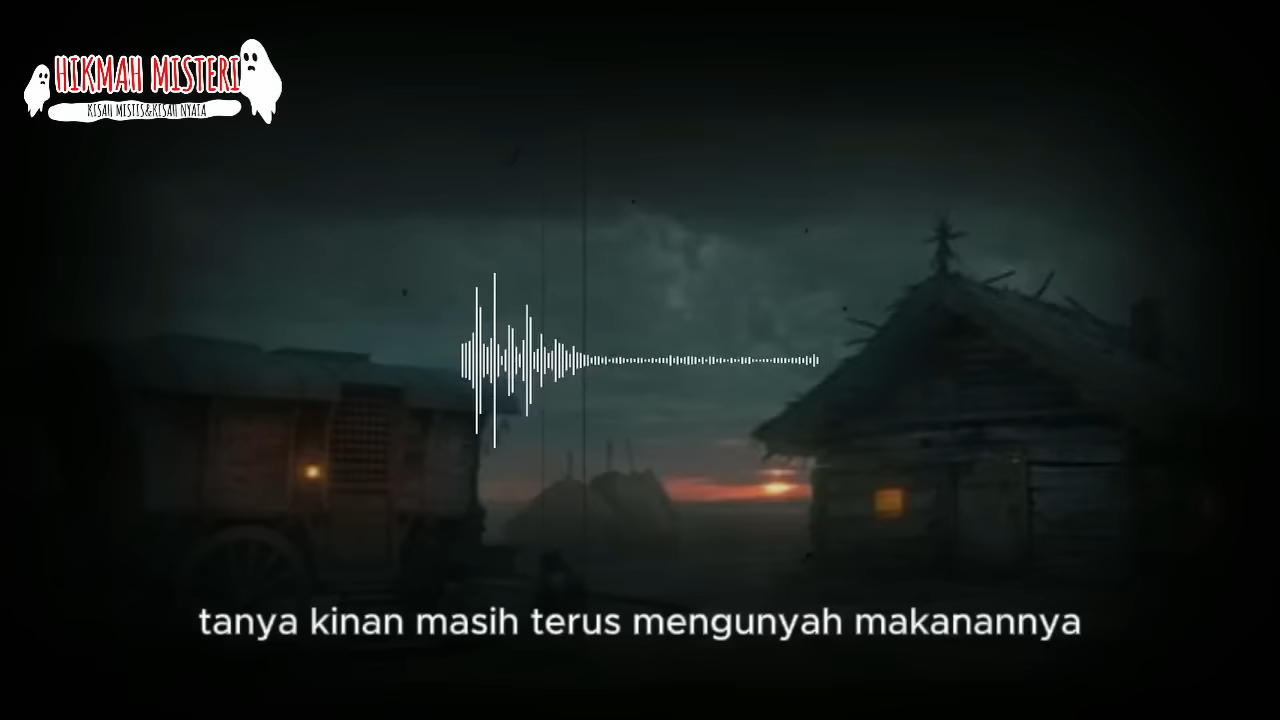 HIKMAH MISTERI
KISAH MISTIS&KISAH NYATA
tanya kinan masih terus mengunyah makanannya